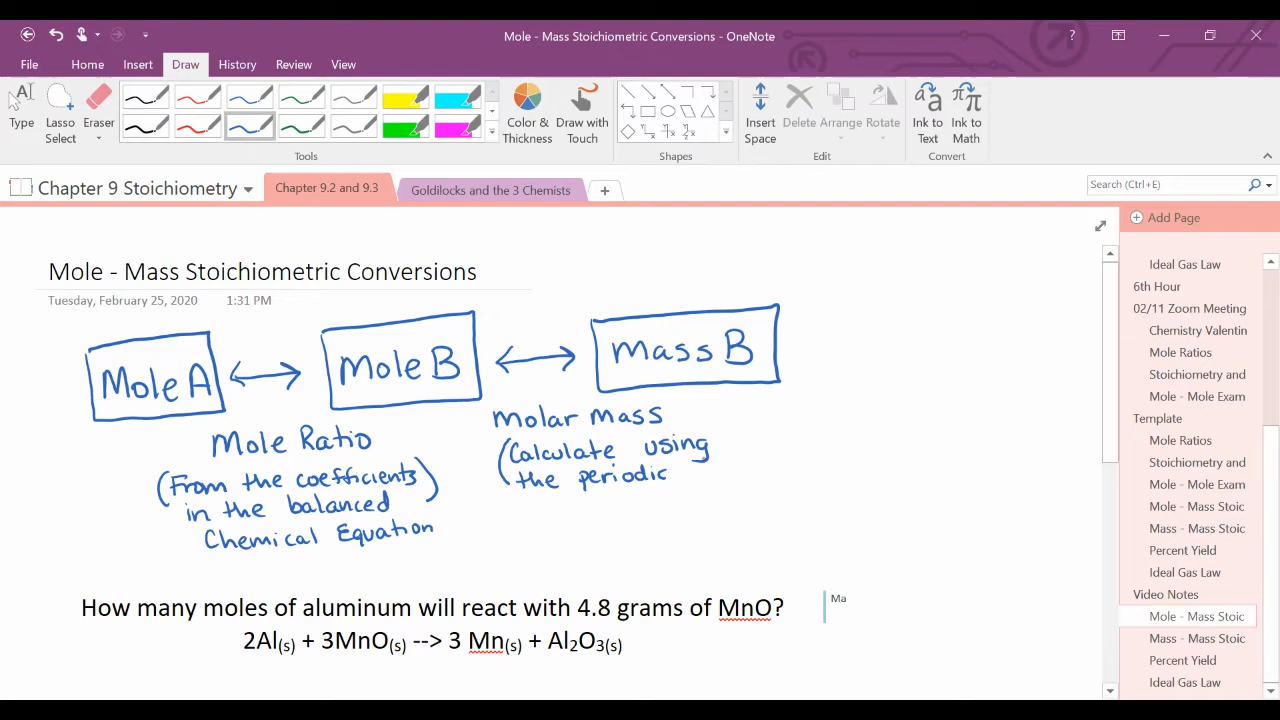 Mole - Mass Stoichiometric Conversions - OneNote
?
File Home Insert Draw History Review View
Type
Lasso Select
Eraser
Color & Thickness
Draw with Touch
Insert Space
Delete
Arrange
Rotate
Ink to Text
Ink to Math
Tools
Shapes
Edit
Convert
Chapter 9 Stoichiometry
Chapter 9.2 and 9.3
Goldilocks and the 3 Chemists
Search (Ctrl+E)
Add Page
Mole - Mass Stoichiometric Conversions
Tuesday, February 25, 2020 1:31 PM
Mole A
Mole B
Mass B
Mole Ratio
(From the coefficients)
in the balanced
Chemical Equation
Molar Mass
(Calculate using
the periodic
How many moles of aluminum will react with 4.8 grams of MnO?
2Al(s) + 3MnO(s) --> 3 Mn(s) + Al2O3(s)
Ma
Ideal Gas Law
6th Hour
02/11 Zoom Meeting
Chemistry Valentin
Mole Ratios
Stoichiometry and
Mole - Mole Exam
Template
Mole Ratios
Stoichiometry and
Mole - Mole Exam
Mole - Mass Stoic
Mass - Mass Stoic
Percent Yield
Ideal Gas Law
Video Notes
Mole - Mass Stoic
Mass - Mass Stoic
Percent Yield
Ideal Gas Law